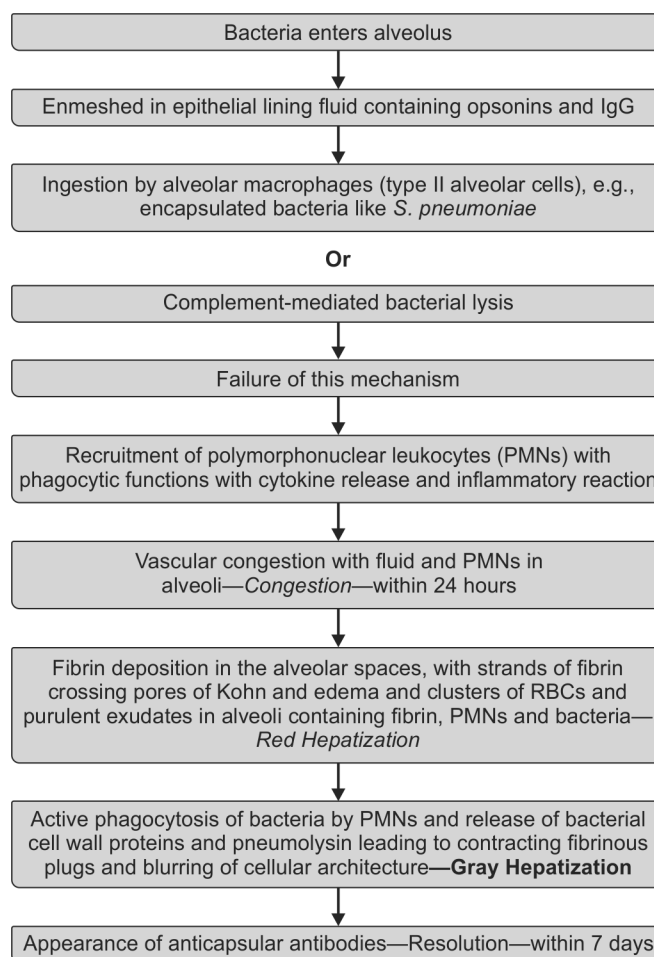 Bacteria enters alveolus
Enmeshed in epithelial lining fluid containing opsonins and IgG
Ingestion by alveolar macrophages (type II alveolar cells), e.g.,
encapsulated bacteria like S. pneumoniae
Or
Complement-mediated bacterial lysis
Failure of this mechanism
Recruitment of polymorphonuclear leukocytes (PMNs) with
phagocytic functions with cytokine release and inflammatory reaction
Vascular congestion with fluid and PMNs in
alveoli—Congestion—within 24 hours
Fibrin deposition in the alveolar spaces, with strands of fibrin
crossing pores of Kohn and edema and clusters of RBCs and
purulent exudates in alveoli containing fibrin, PMNs and bacteria—
Red Hepatization
Active phagocytosis of bacteria by PMNs and release of bacterial
cell wall proteins and pneumolysin leading to contracting fibrinous
plugs and blurring of cellular architecture—Gray Hepatization
Appearance of anticapsular antibodies—Resolution—within 7 days